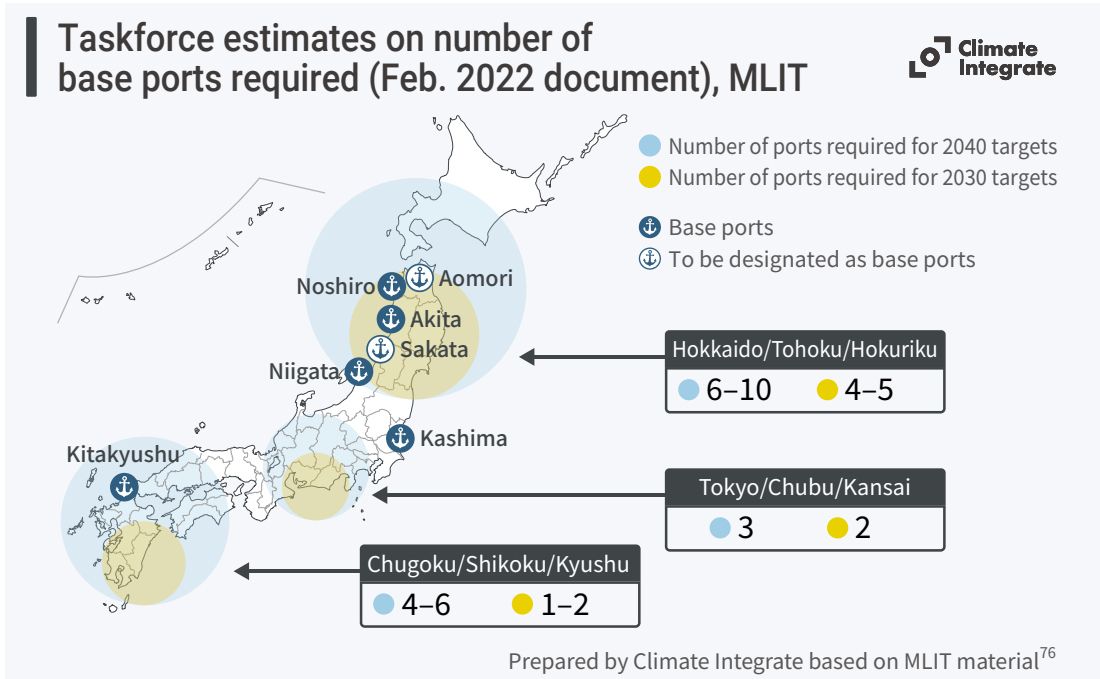 Taskforce estimates on number of
base ports required (Feb. 2022 document), MLIT
Climate
Integrate
Number of ports required for 2040 targets
Number of ports required for 2030 targets
Base ports
To be designated as base ports
Noshiro
Aomori
Akita
Sakata
Niigata
Kashima
Kitakyushu
Hokkaido/Tohoku/Hokuriku
6–10 4–5
Tokyo/Chubu/Kansai
3 2
Chugoku/Shikoku/Kyushu
4–6 1–2
Prepared by Climate Integrate based on MLIT material76